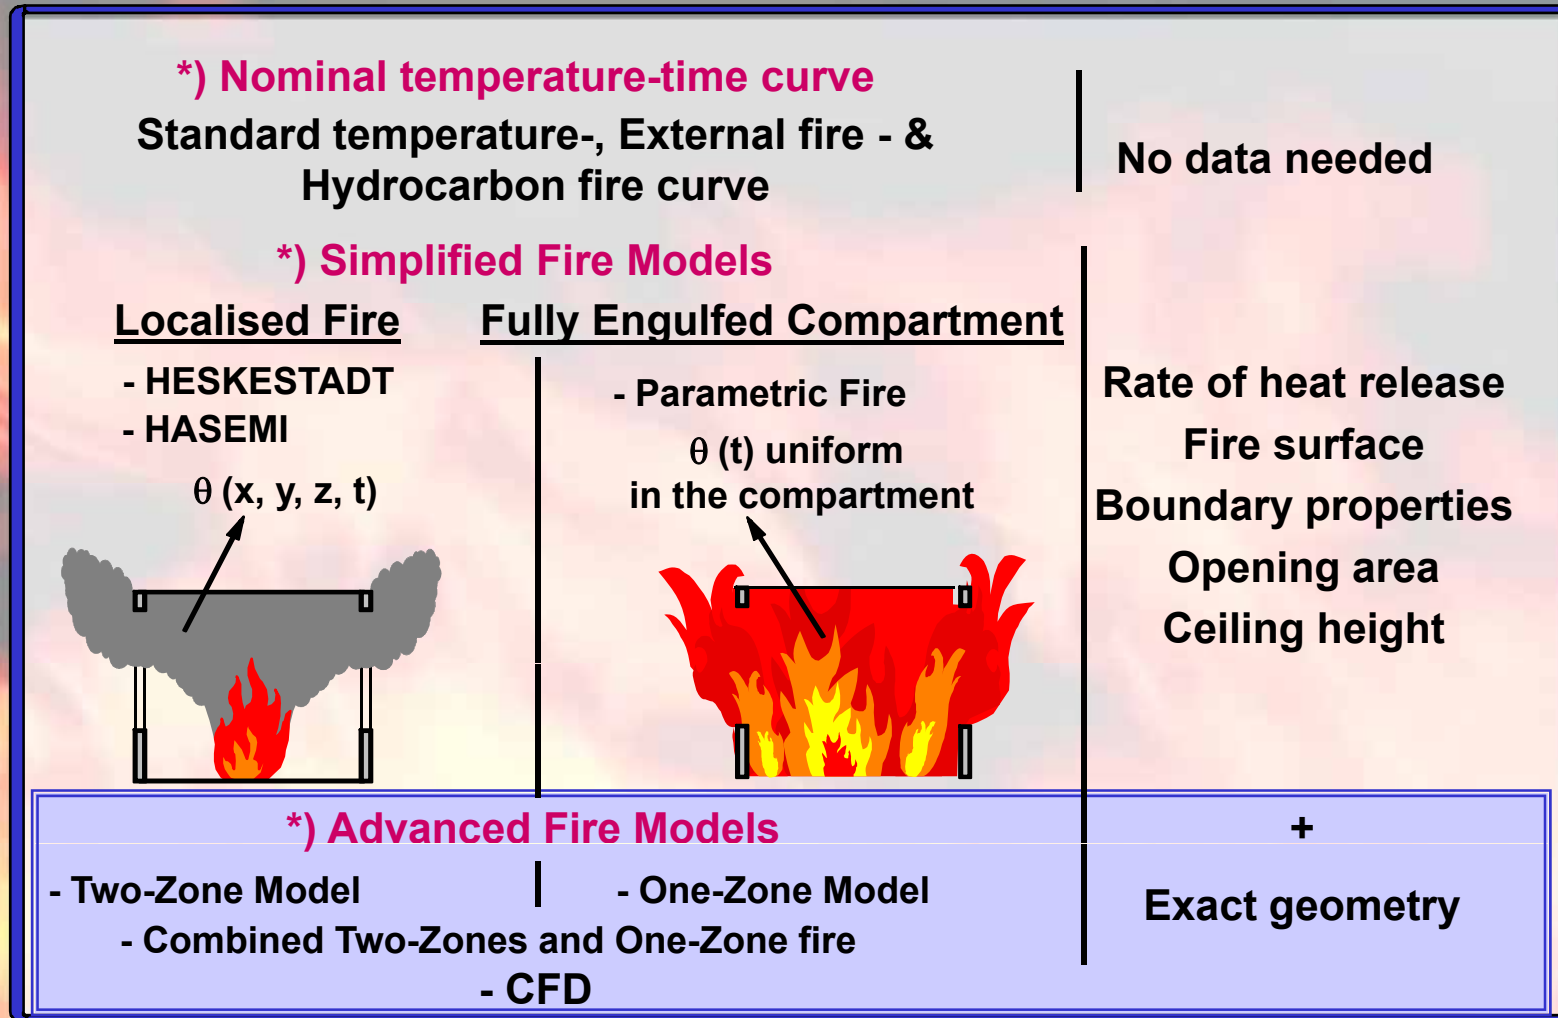 *) Nominal temperature-time curve
Standard temperature-, External fire - &
Hydrocarbon fire curve
No data needed
*) Simplified Fire Models
Localised Fire
- HESKESTADT
- HASEMI
θ (x, y, z, t)
Fully Engulfed Compartment
- Parametric Fire
θ (t) uniform
in the compartment
Rate of heat release
Fire surface
Boundary properties
Opening area
Ceiling height
*) Advanced Fire Models
- Two-Zone Model
- One-Zone Model
- Combined Two-Zones and One-Zone fire
- CFD
+
Exact geometry